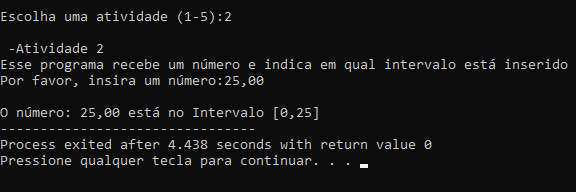 Escolha uma atividade (1-5):2
-Atividade 2
Esse programa recebe um número e indica em qual intervalo está inserido
Por favor, insira um número:25,00
O número: 25,00 está no Intervalo [0,25]
--------------------------------
Process exited after 4.438 seconds with return value 0
Pressione qualquer tecla para continuar. . .